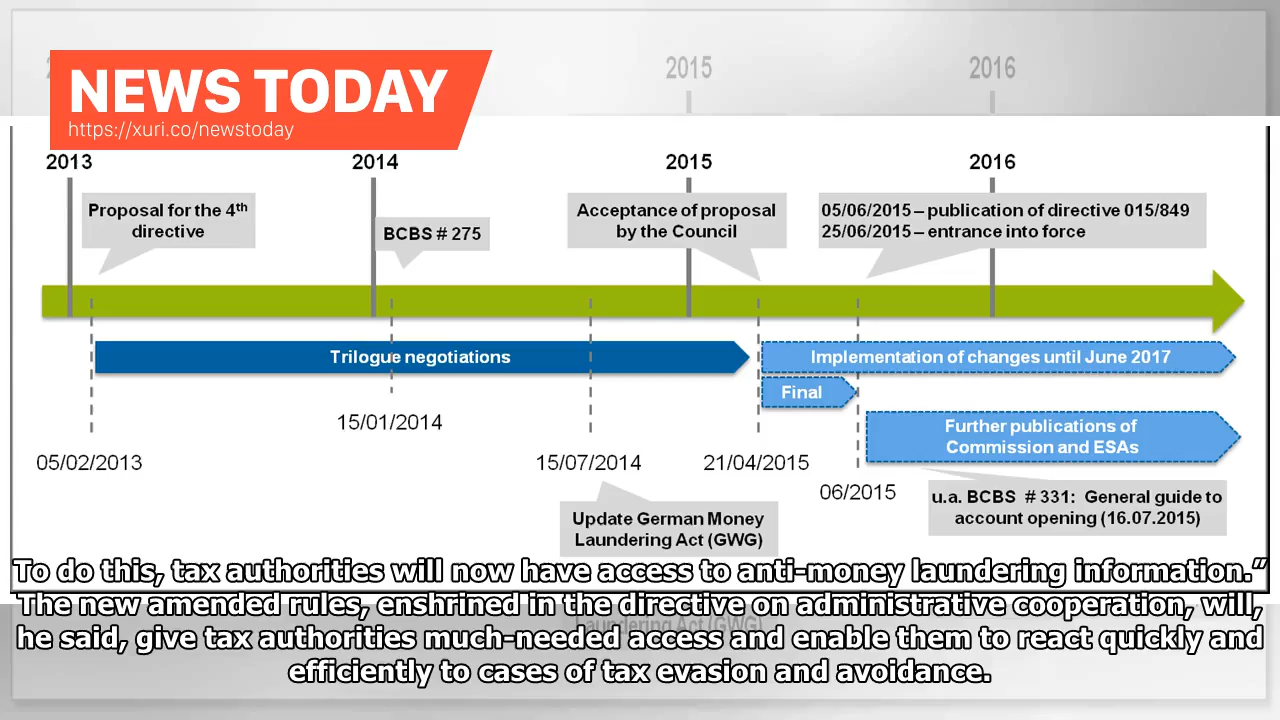 2015
2016
NEWS TODAY
https://xuri.co/newstoday
2013
2014
2015
2016
Proposal for the 4th
directive
BCBS # 275
Acceptance of proposal
by the Council
05/06/2015 – publication of directive 015/849
25/06/2015 – entrance into force
Trilogue negotiations
Implementation of changes until June 2017
Final
Further publications of
Commission and ESAs
15/01/2014
05/02/2013
15/07/2014
21/04/2015
06/2015
u.a. BCBS # 331: General guide to
account opening (16.07.2015)
Update German Money
Laundering Act (GWG)
To do this, tax authorities will now have access to anti-money laundering information.”
The new amended rules, enshrined in the directive on administrative cooperation, will,
Laundering Act (GWG)
he said, give tax authorities much-needed access and enable them to react quickly and
efficiently to cases of tax evasion and avoidance.